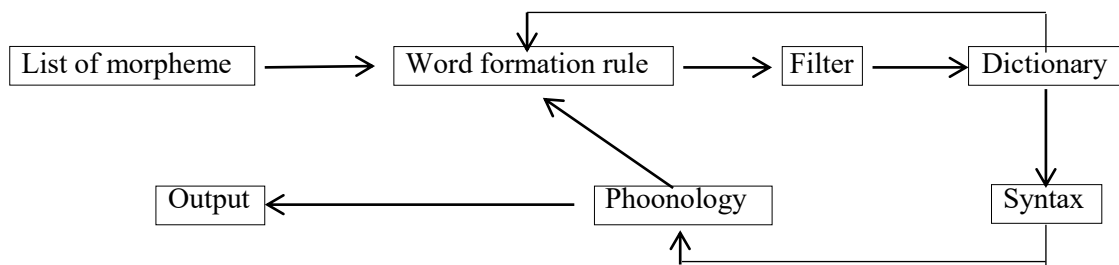 List of morpheme
Word formation rule
Filter
Dictionary
Output
Phoonology
Syntax